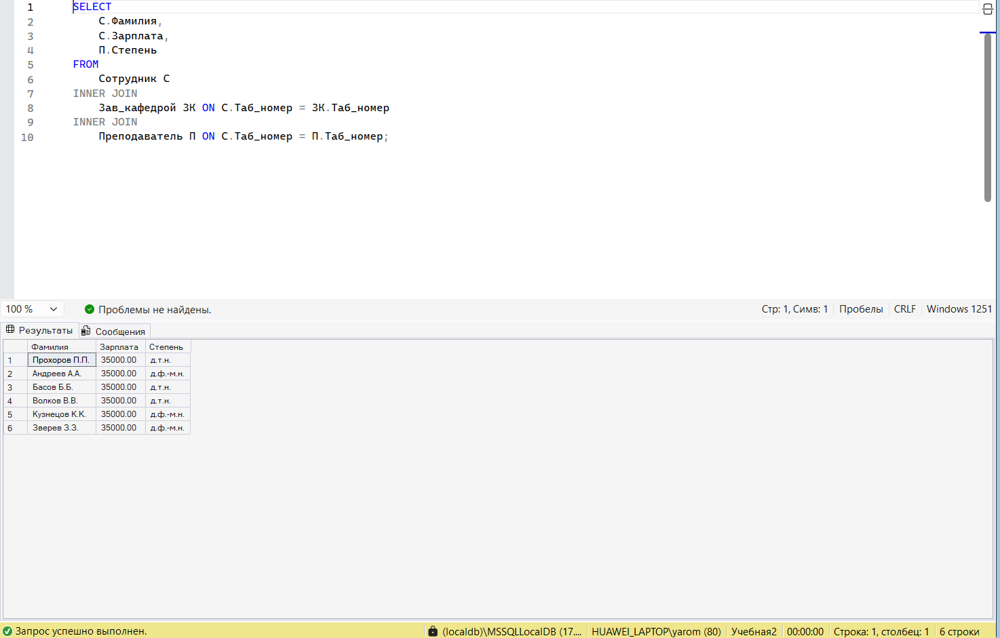 1 SELECT
2 С.Фамилия,
3 С.Зарплата,
4 П.Степень
5 FROM
6 Сотрудник С
7 INNER JOIN
8 Зав_кафедрой ЗК ON С.Таб_номер = ЗК.Таб_номер
9 INNER JOIN
10 Преподаватель П ON С.Таб_номер = П.Таб_номер;
100 % Проблемы не найдены. Стр: 1, Симв: 1 Пробелы CRLF Windows 1251
Результаты Сообщения
Фамилия Зарплата Степень
1 Прохоров П.П. 35000.00 д.т.н.
2 Андреев А.А. 35000.00 д.ф.-м.н.
3 Басов Б.Б. 35000.00 д.т.н.
4 Волков В.В. 35000.00 д.т.н.
5 Кузнецов К.К. 35000.00 д.ф.-м.н.
6 Зверев З.З. 35000.00 д.ф.-м.н.
Запрос успешно выполнен. (localdb)\MSSQLLocalDB (17.... HUAWEI_LAPTOP\yarom (80) Учебная2 00:00:00 Строка: 1, столбец: 1 6 строки